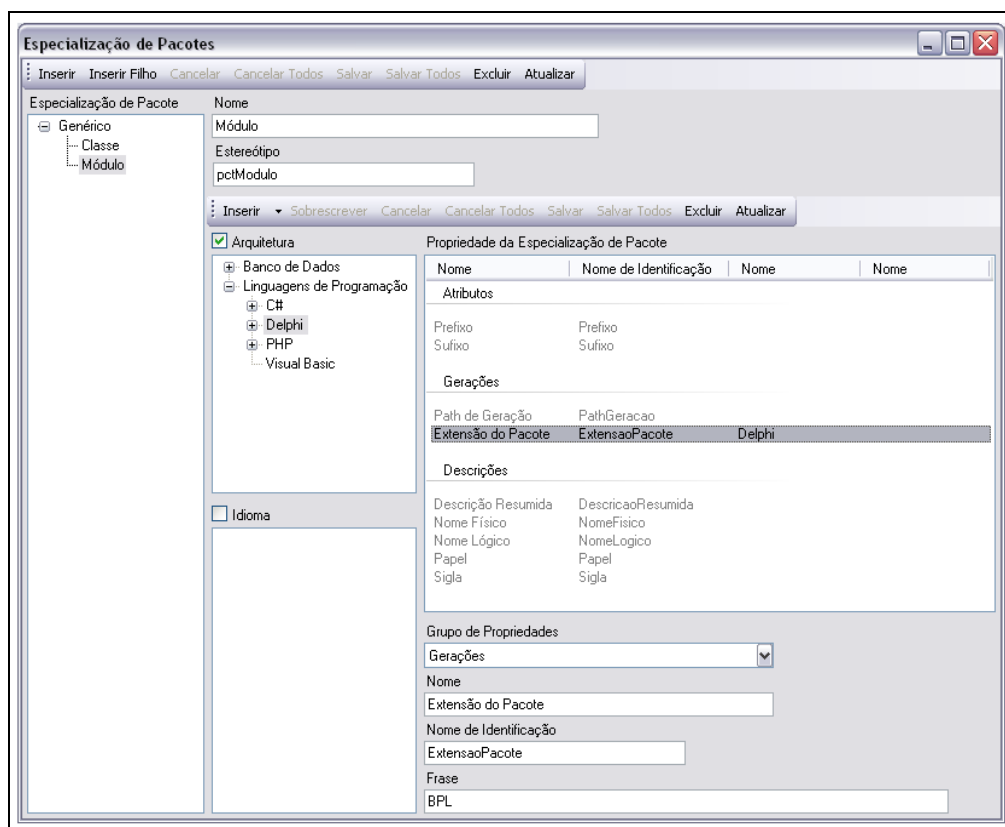 Especialização de Pacotes
Inserir Inserir Filho Cancelar Cancelar Todos Salvar Salvar Todos Excluir Atualizar
Especialização de Pacote
Genérico
Classe
Módulo
Nome
Módulo
Estereótipo
pctModulo
Inserir Sobrescrever Cancelar Cancelar Todos Salvar Salvar Todos Excluir Atualizar
Arquitetura
Banco de Dados
Linguagens de Programação
C#
Delphi
PHP
Visual Basic
Idioma
Propriedade da Especialização de Pacote
Nome Nome de Identificação Nome Nome
Atributos
Prefixo Prefixo
Sufixo Sufixo
Gerações
Path de Geração PathGeracao
Extensão do Pacote ExtensaoPacote Delphi
Descrições
Descrição Resumida DescricaoResumida
Nome Físico NomeFisico
Nome Lógico NomeLogico
Papel Papel
Sigla Sigla
Grupo de Propriedades
Gerações
Nome
Extensão do Pacote
Nome de Identificação
ExtensaoPacote
Frase
BPL